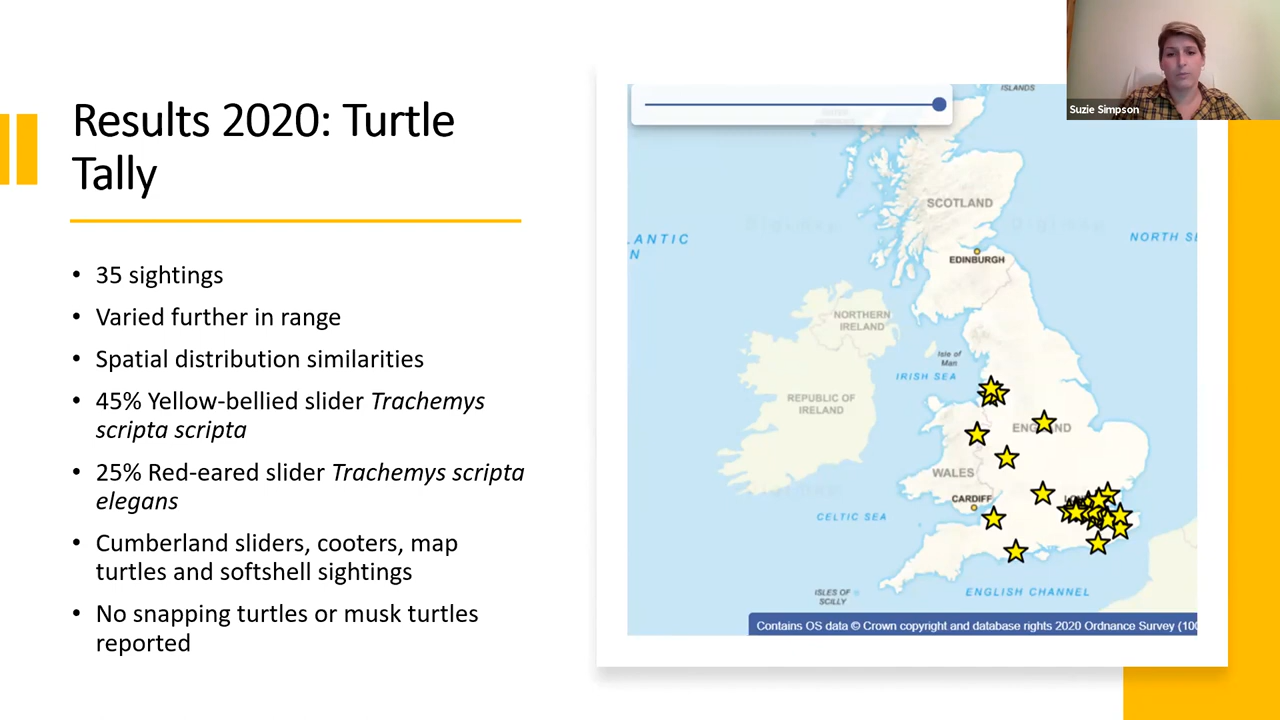 Results 2020: Turtle
Tally
• 35 sightings
• Varied further in range
• Spatial distribution similarities
• 45% Yellow-bellied slider Trachemys
scripta scripta
• 25% Red-eared slider Trachemys scripta
elegans
• Cumberland sliders, cooters, map
turtles and softshell sightings
• No snapping turtles or musk turtles
reported
Suzie Simpson
ISLANDS
SCOTLAND
ANTIC
N
NORTH SE
EDINBURGH
NORTHERN
IRELAND
Isle of
Man
IRISH SEA
REPUBLIC OF
IRELAND
ENGLAND
WALES
CARDIFF
CELTIC SEA
ISLES OF
SCILLY
ENGLISH CHANNEL
Contains OS data © Crown copyright and database rights 2020 Ordnance Survey (100